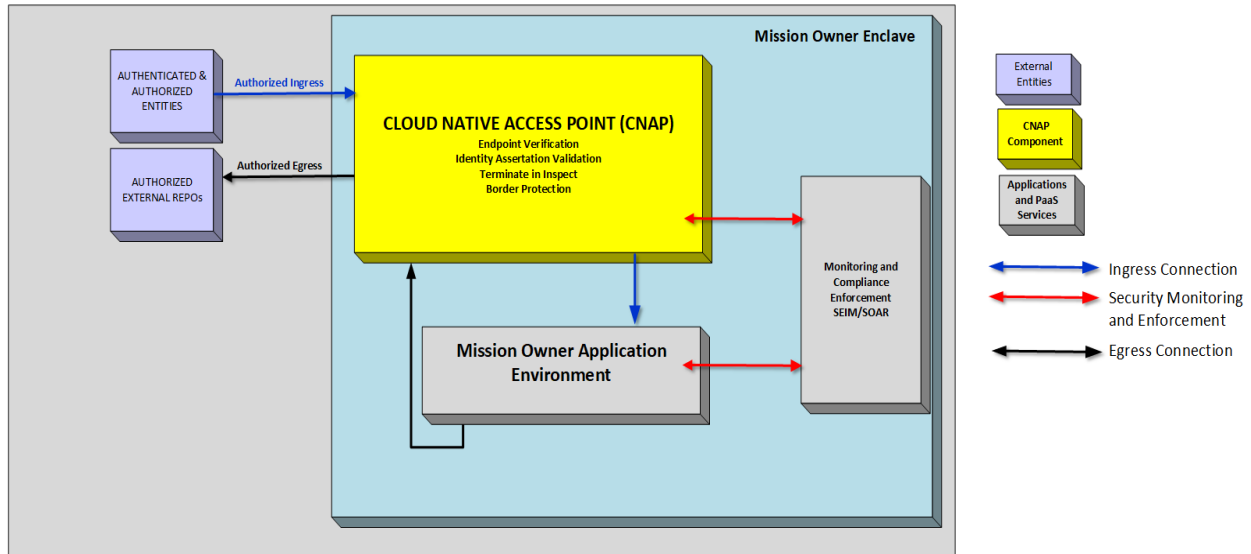 Mission Owner Enclave
AUTHENTICATED &
AUTHORIZED
ENTITIES
Authorized Ingress
AUTHORIZED
EXTERNAL REPOs
Authorized Egress
CLOUD NATIVE ACCESS POINT (CNAP)
Endpoint Verification
Identity Assertation Validation
Terminate in Inspect
Border Protection
Monitoring and
Compliance
Enforcement
SEIM/SOAR
Mission Owner Application
Environment
External
Entities
CNAP
Component
Applications
and PaaS
Services
Ingress Connection
Security Monitoring
and Enforcement
Egress Connection